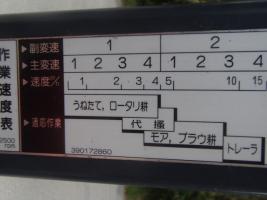 作業速度表
副変速 1 2
主変速 1 2 3 4 1 2 3 4
速度 1 2 3 4 5 10 15
適応作業 うねたて,ロータリ耕
代掻
モア,プラウ耕
トレーラ
2500 rpm
390172860